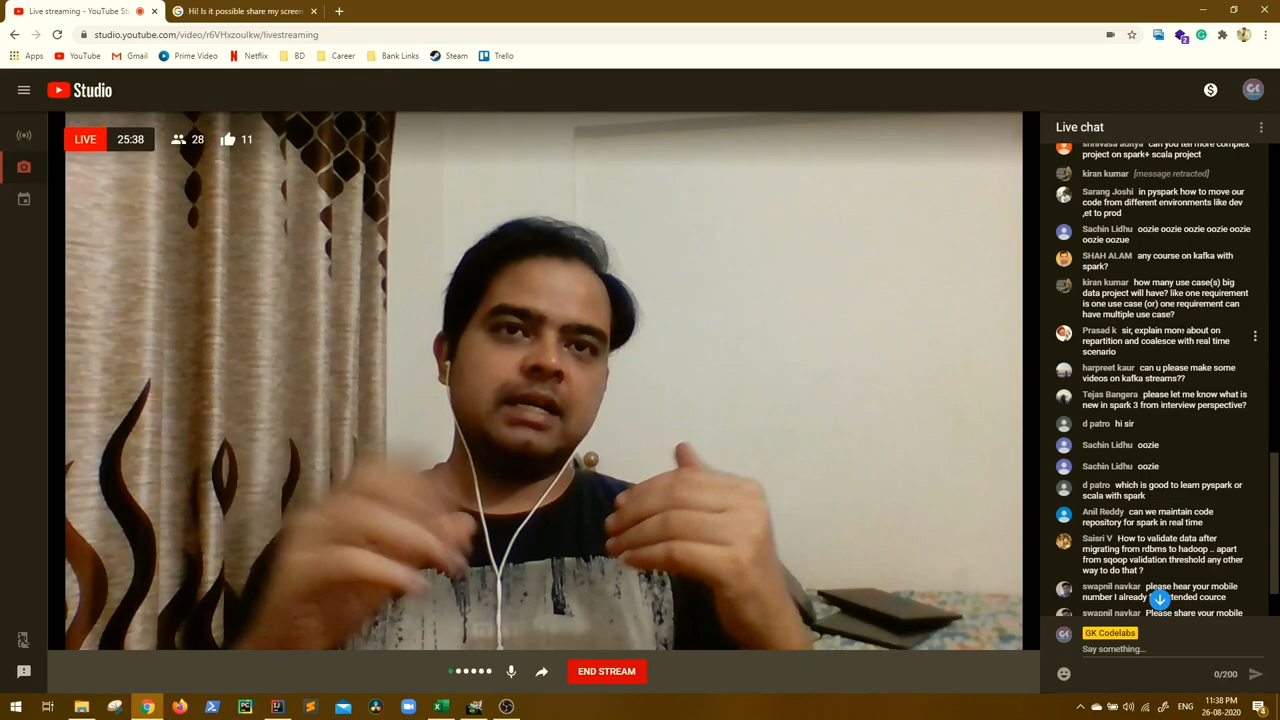 Live streaming - YouTube St
Hi! Is it possible share my screen
studio.youtube.com/video/r6VHxzoulkw/livestreaming
Apps
YouTube
Gmail
Prime Video
Netflix
BD
Career
Bank Links
Steam
Trello
Studio
GK
LIVE 25:38 28 11
Live chat
shrinivasa aditya can you tell more complex
project on spark+ scala project
kiran kumar [message retracted]
Sarang Joshi in pyspark how to move our
code from different environments like dev
,et to prod
Sachin Lidhu oozie oozie oozie oozie oozie
oozie oozue
SHAH ALAM any course on kafka with
spark?
kiran kumar how many use case(s) big
data project will have? like one requirement
is one use case (or) one requirement can
have multiple use case?
Prasad k sir, explain more about on
repartition and coalesce with real time
scenario
harpreet kaur can u please make some
videos on kafka streams??
Tejas Bangera please let me know what is
new in spark 3 from interview perspective?
d patro hi sir
Sachin Lidhu oozie
Sachin Lidhu oozie
d patro which is good to learn pyspark or
scala with spark
Anil Reddy can we maintain code
repository for spark in real time
Saisri V How to validate data after
migrating from rdbms to hadoop .. apart
from sqoop validation threshold any other
way to do that ?
swapnil navkar please hear your mobile
number I already tended cource
swapnil navkar Please share your mobile
GK Codelabs
Say something...
0/200
END STREAM
ENG
11:38 PM
26-08-2020
4